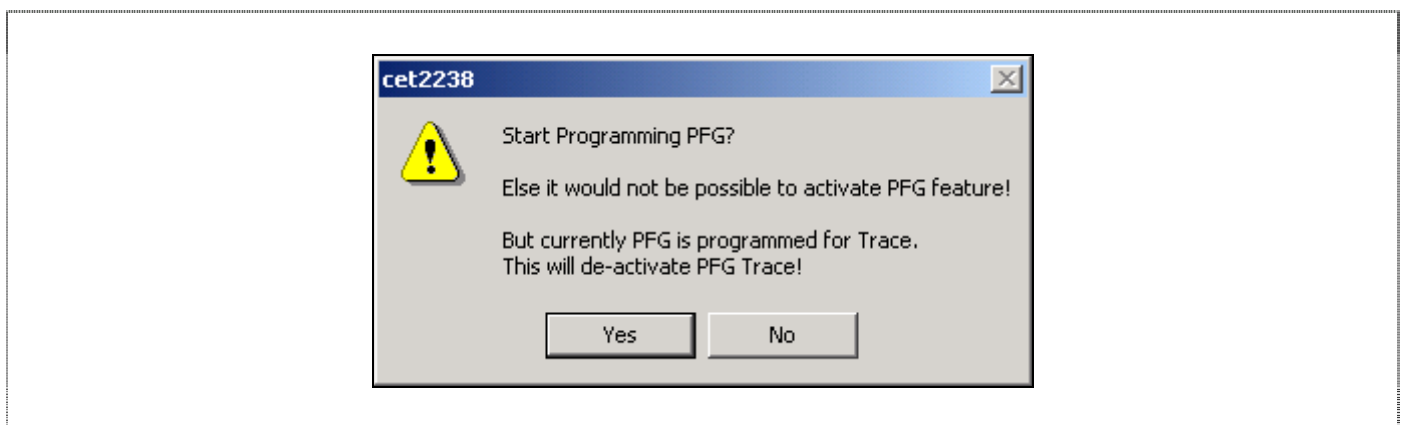 cet2238
Start Programming PFG?
Else it would not be possible to activate PFG feature!
But currently PFG is programmed for Trace.
This will de-activate PFG Trace!
Yes
No